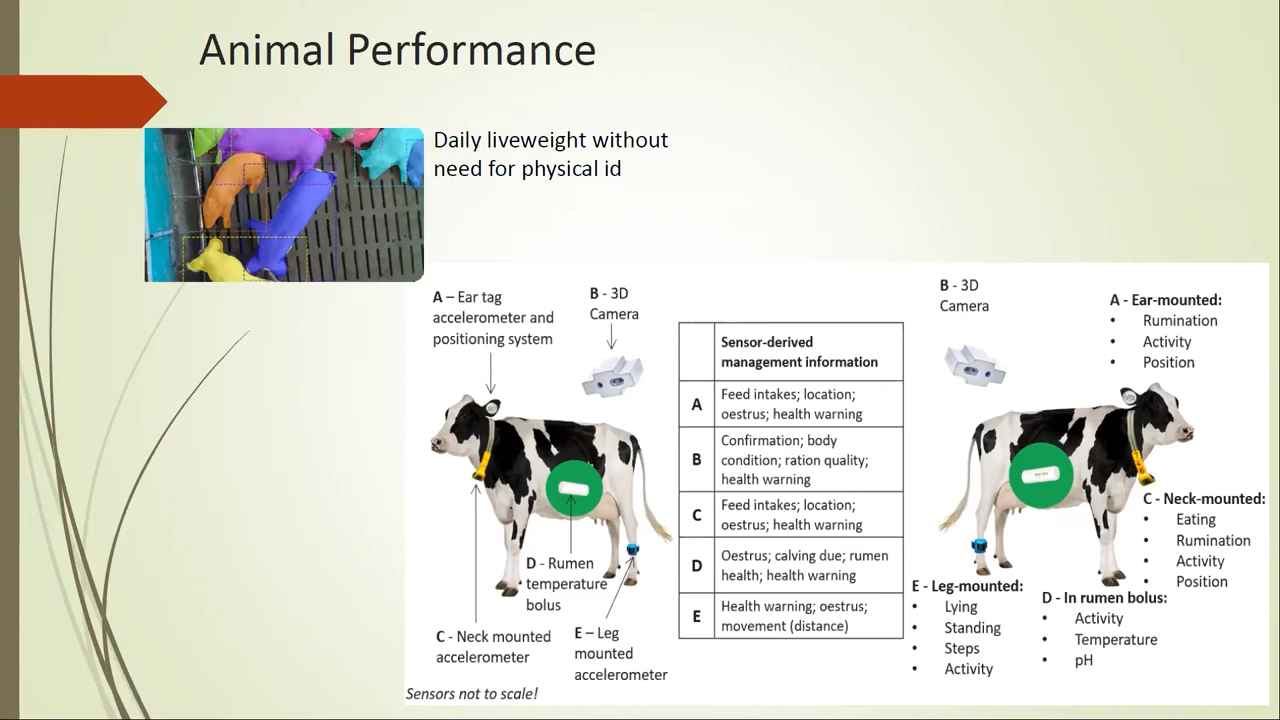 Animal Performance
Daily liveweight without
need for physical id
A – Ear tag
accelerometer and
positioning system
B - 3D
Camera
D - Rumen
temperature
bolus
C - Neck mounted
accelerometer
E – Leg
mounted
accelerometer
Sensors not to scale!
Sensor-derived
management information
A
Feed intakes; location;
oestrus; health warning
B
Confirmation; body
condition; ration quality;
health warning
C
Feed intakes; location;
oestrus; health warning
D
Oestrus; calving due; rumen
health; health warning
E
Health warning; oestrus;
movement (distance)
B - 3D
Camera
A - Ear-mounted:
• Rumination
• Activity
• Position
C - Neck-mounted:
• Eating
• Rumination
• Activity
• Position
E - Leg-mounted:
• Lying
• Standing
• Steps
• Activity
D - In rumen bolus:
• Activity
• Temperature
• pH